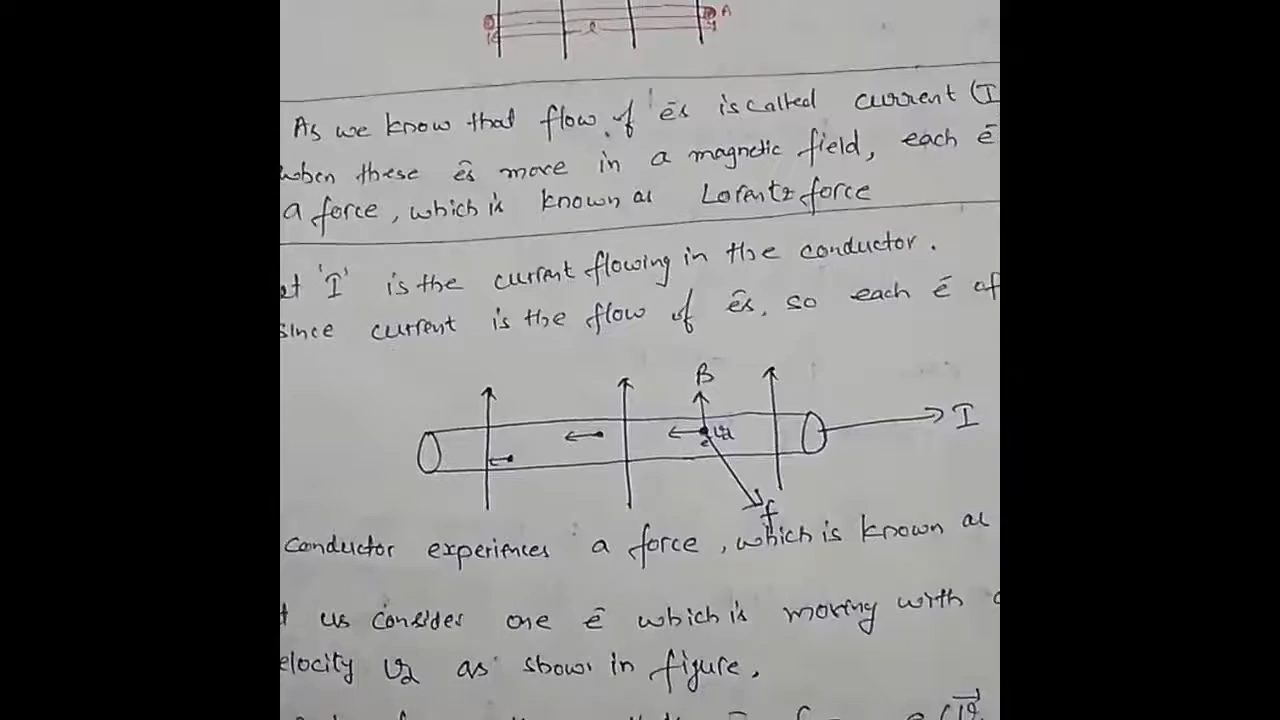 l
A
As we know that flow of ēs is called current (I
when these ēs move in a magnetic field, each ē
a force, which is known as Lorentz force
et 'I' is the current flowing in the conductor.
since current is the flow of ēs, so each ē of
B
I
f
conductor experiences a force, which is known as
t us consider one ē which is moving with a
elocity vd as shown in figure.